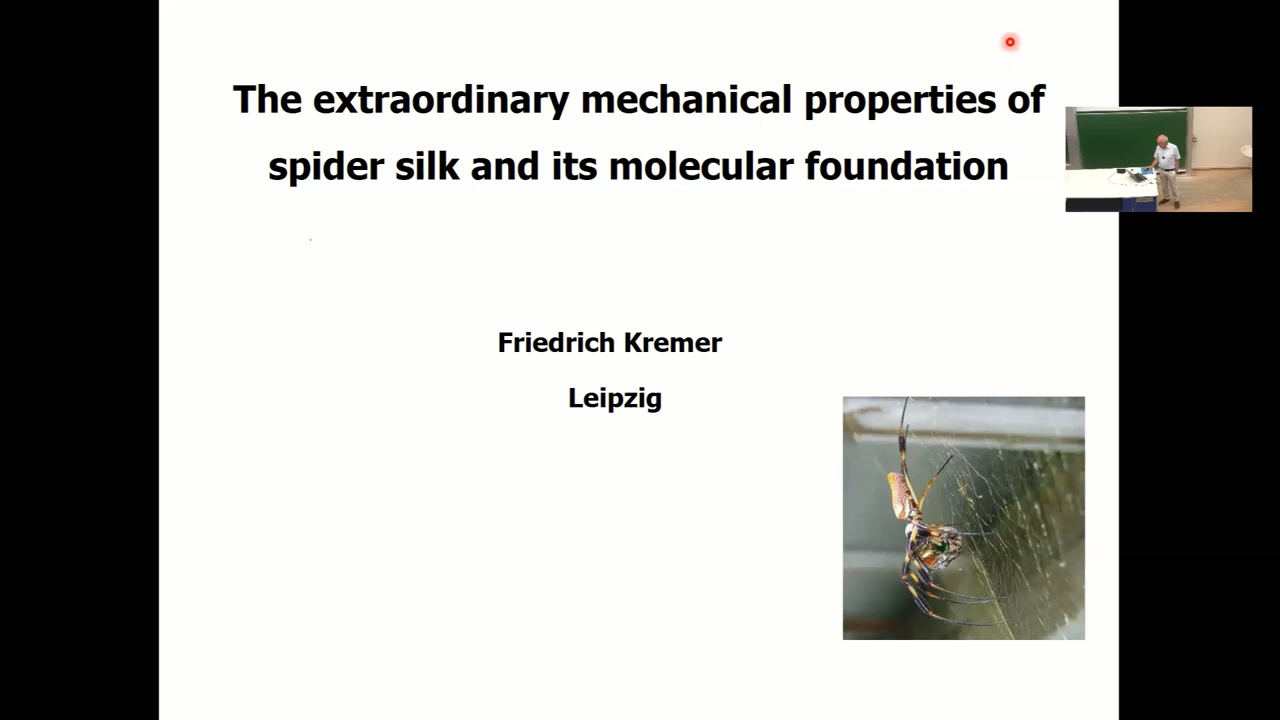 The extraordinary mechanical properties of
spider silk and its molecular foundation
Friedrich Kremer
Leipzig